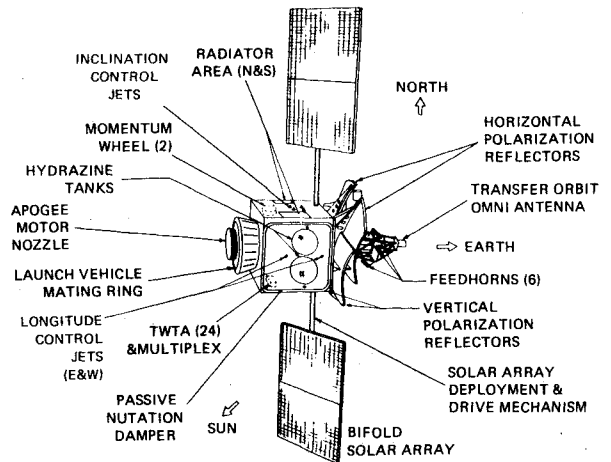 INCLINATION
CONTROL
JETS
RADIATOR
AREA (N&S)
NORTH
MOMENTUM
WHEEL (2)
HORIZONTAL
POLARIZATION
REFLECTORS
HYDRAZINE
TANKS
TRANSFER ORBIT
OMNI ANTENNA
APOGEE
MOTOR
NOZZLE
EARTH
LAUNCH VEHICLE
MATING RING
FEEDHORNS (6)
LONGITUDE
CONTROL
JETS
(E&W)
TWTA (24)
&MULTIPLEX
VERTICAL
POLARIZATION
REFLECTORS
PASSIVE
NUTATION
DAMPER
SOLAR ARRAY
DEPLOYMENT &
DRIVE MECHANISM
SUN
BIFOLD
SOLAR ARRAY